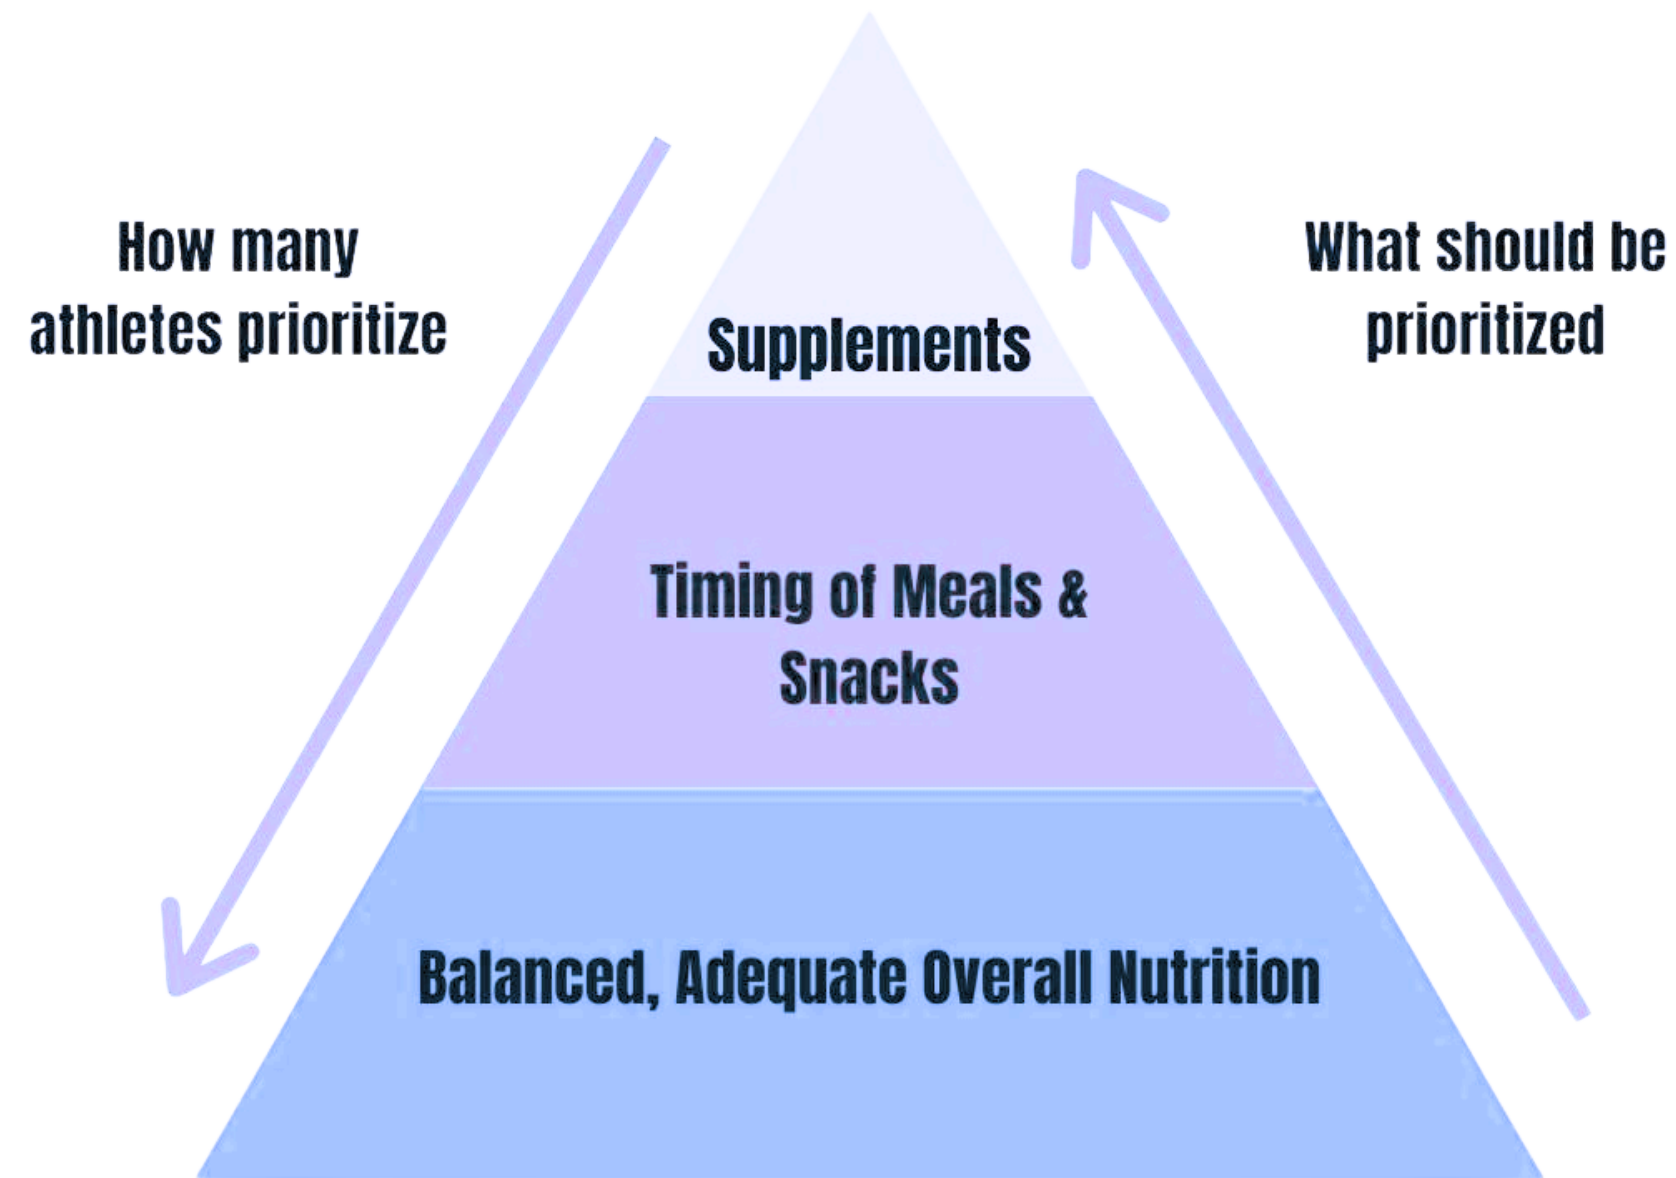 How many
athletes prioritize
What should be
prioritized
Supplements
Timing of Meals &
Snacks
Balanced, Adequate Overall Nutrition